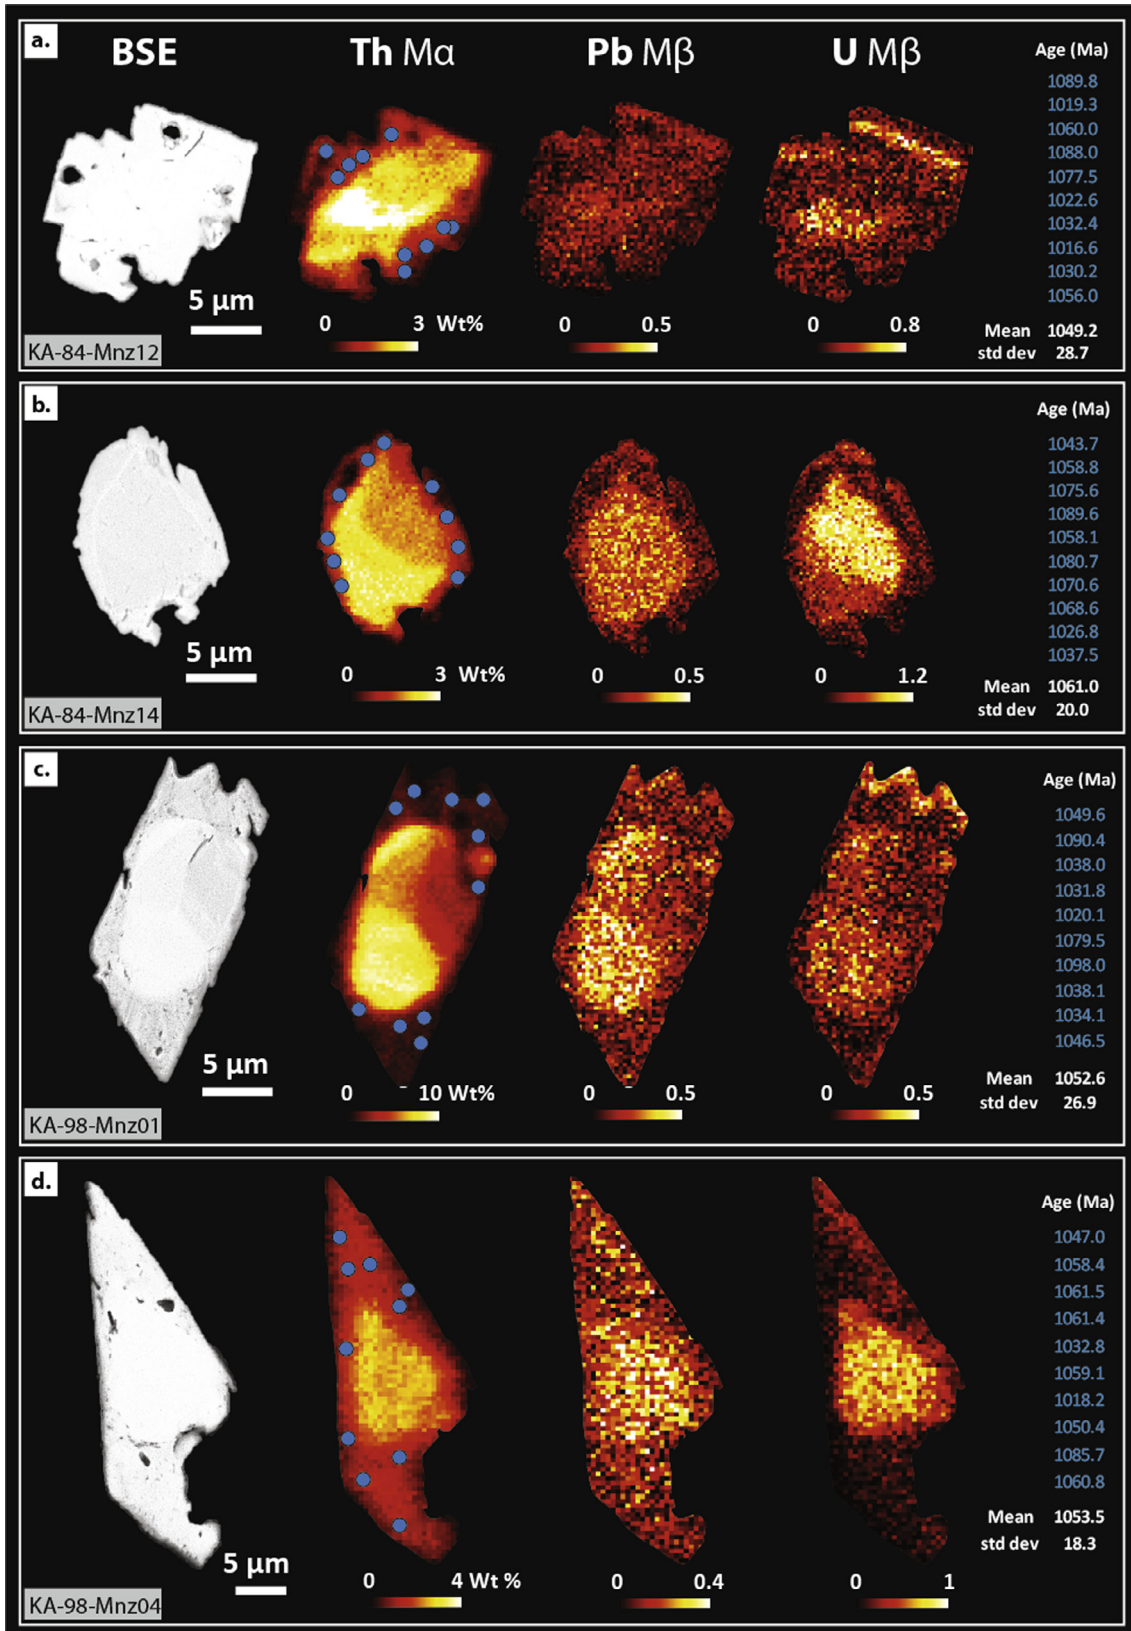 a.
BSE
Th Mα
Pb Mβ
U Mβ
Age (Ma)
1089.8
1019.3
1060.0
1088.0
1077.5
1022.6
1032.4
1016.6
1030.2
1056.0
Mean 1049.2
std dev 28.7
5 μm
0 3 Wt%
0 0.5
0 0.8
KA-84-Mnz12
b.
Age (Ma)
1043.7
1058.8
1075.6
1089.6
1058.1
1080.7
1070.6
1068.6
1026.8
1037.5
Mean 1061.0
std dev 20.0
5 μm
0 3 Wt%
0 0.5
0 1.2
KA-84-Mnz14
c.
Age (Ma)
1049.6
1090.4
1038.0
1031.8
1020.1
1079.5
1098.0
1038.1
1034.1
1046.5
Mean 1052.6
std dev 26.9
5 μm
0 10 Wt%
0 0.5
0 0.5
KA-98-Mnz01
d.
Age (Ma)
1047.0
1058.4
1061.5
1061.4
1032.8
1059.1
1018.2
1050.4
1085.7
1060.8
Mean 1053.5
std dev 18.3
5 μm
0 4 Wt %
0 0.4
0 1
KA-98-Mnz04